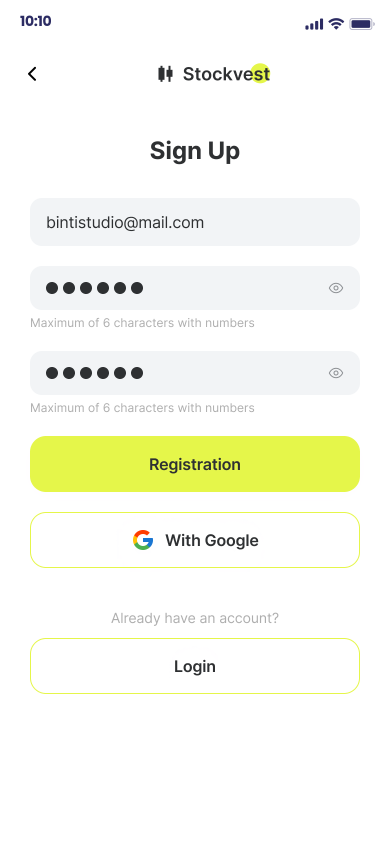 10:10
Stockvest
Sign Up
bintistudio@mail.com
Maximum of 6 characters with numbers
Maximum of 6 characters with numbers
Registration
With Google
Already have an account?
Login